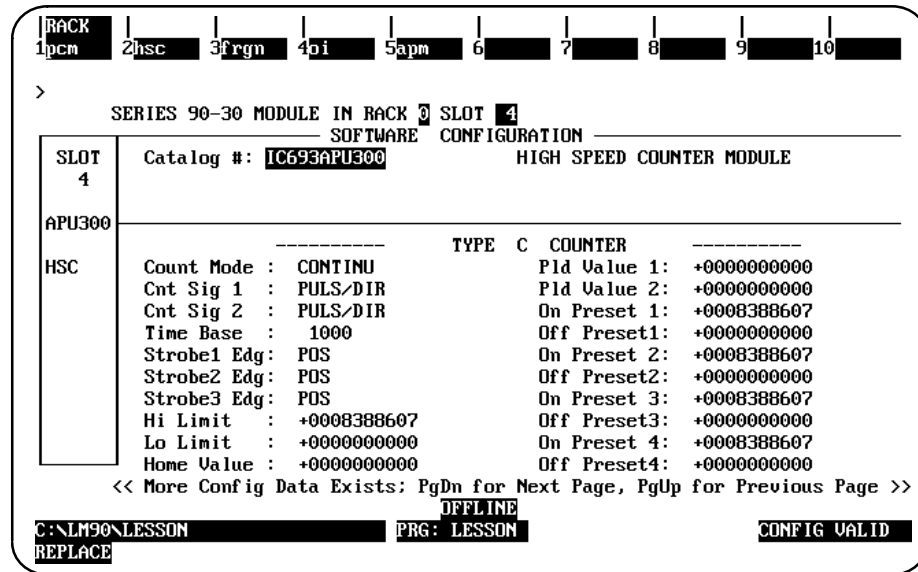 RACK
1pcm 2hsc 3frgn 4oi 5apm 6 7 8 9 10
>
SERIES 90-30 MODULE IN RACK 0 SLOT 4
SOFTWARE CONFIGURATION
SLOT Catalog #: IC693APU300 HIGH SPEED COUNTER MODULE
4
APU300
---------- TYPE C COUNTER ----------
HSC Count Mode : CONTINU Pld Value 1: +0000000000
Cnt Sig 1 : PULS/DIR Pld Value 2: +0000000000
Cnt Sig 2 : PULS/DIR On Preset 1: +0008388607
Time Base : 1000 Off Preset1: +0000000000
Strobe1 Edg: POS On Preset 2: +0008388607
Strobe2 Edg: POS Off Preset2: +0000000000
Strobe3 Edg: POS On Preset 3: +0008388607
Hi Limit : +0008388607 Off Preset3: +0000000000
Lo Limit : +0000000000 On Preset 4: +0008388607
Home Value : +0000000000 Off Preset4: +0000000000
<< More Config Data Exists; PgDn for Next Page, PgUp for Previous Page >>
OFFLINE
C:\LM90\LESSON PRG: LESSON CONFIG VALID
REPLACE